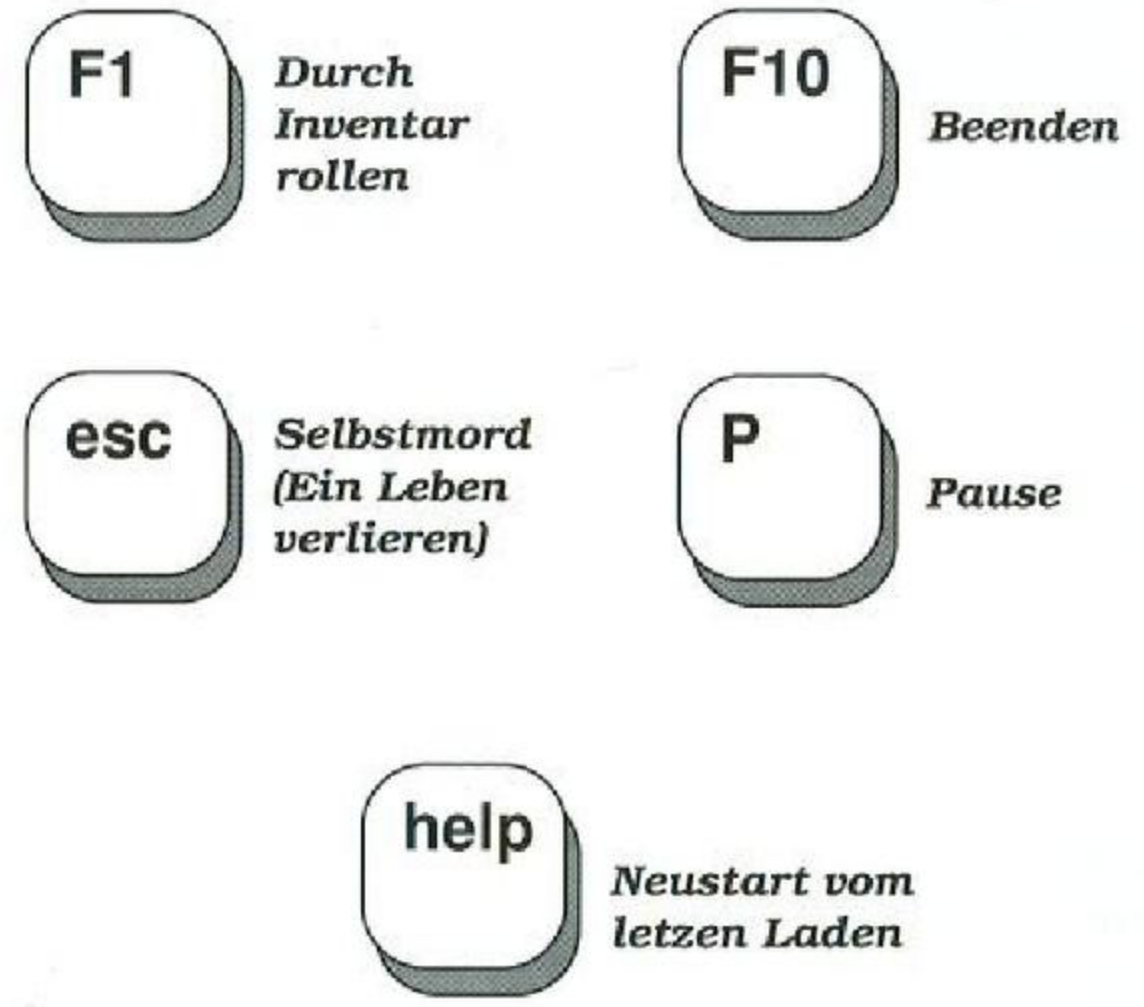 F1
Durch
Inventar
rollen
F10
Beenden
esc
Selbstmord
(Ein Leben
verlieren)
P
Pause
help
Neustart vom
letzen Laden